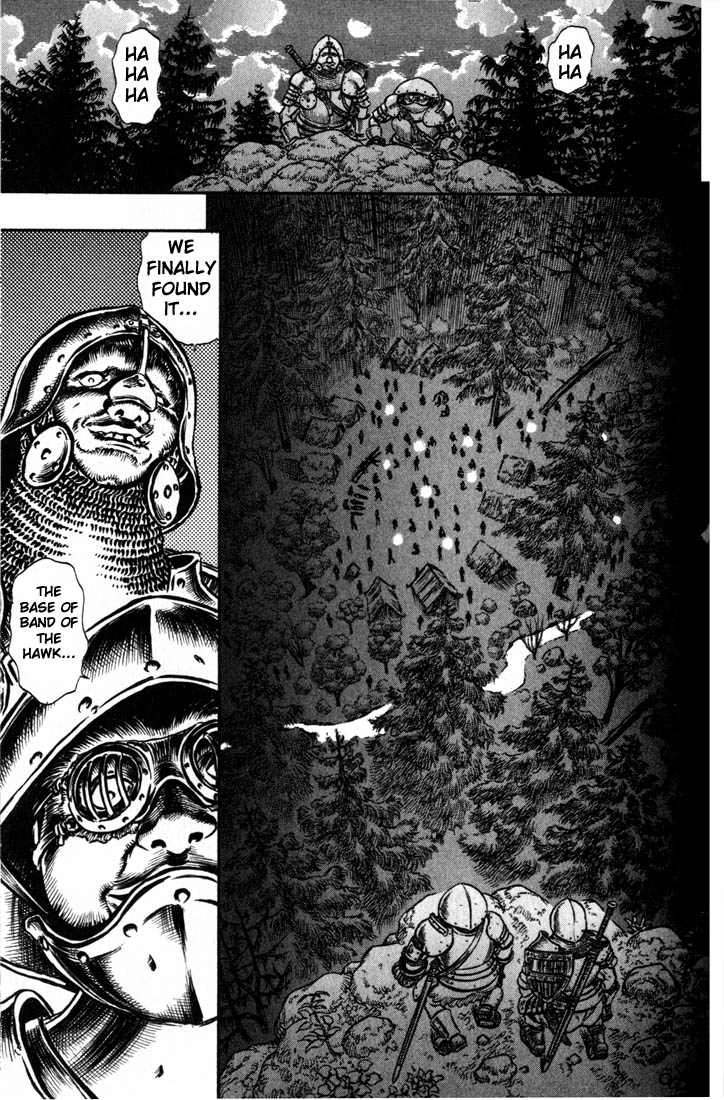 HA
HA
HA
HA
HA
WE
FINALLY
FOUND
IT...
THE
BASE OF
BAND OF
THE
HAWK...